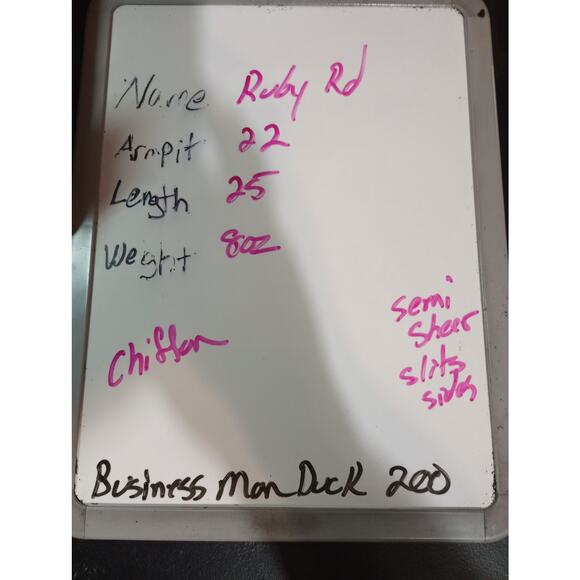 Name Ruby Rd
Armpit 22
Length 25
Weight 8oz
Chiffon
semi
sheer
slits
sides
Business Man Duck 200